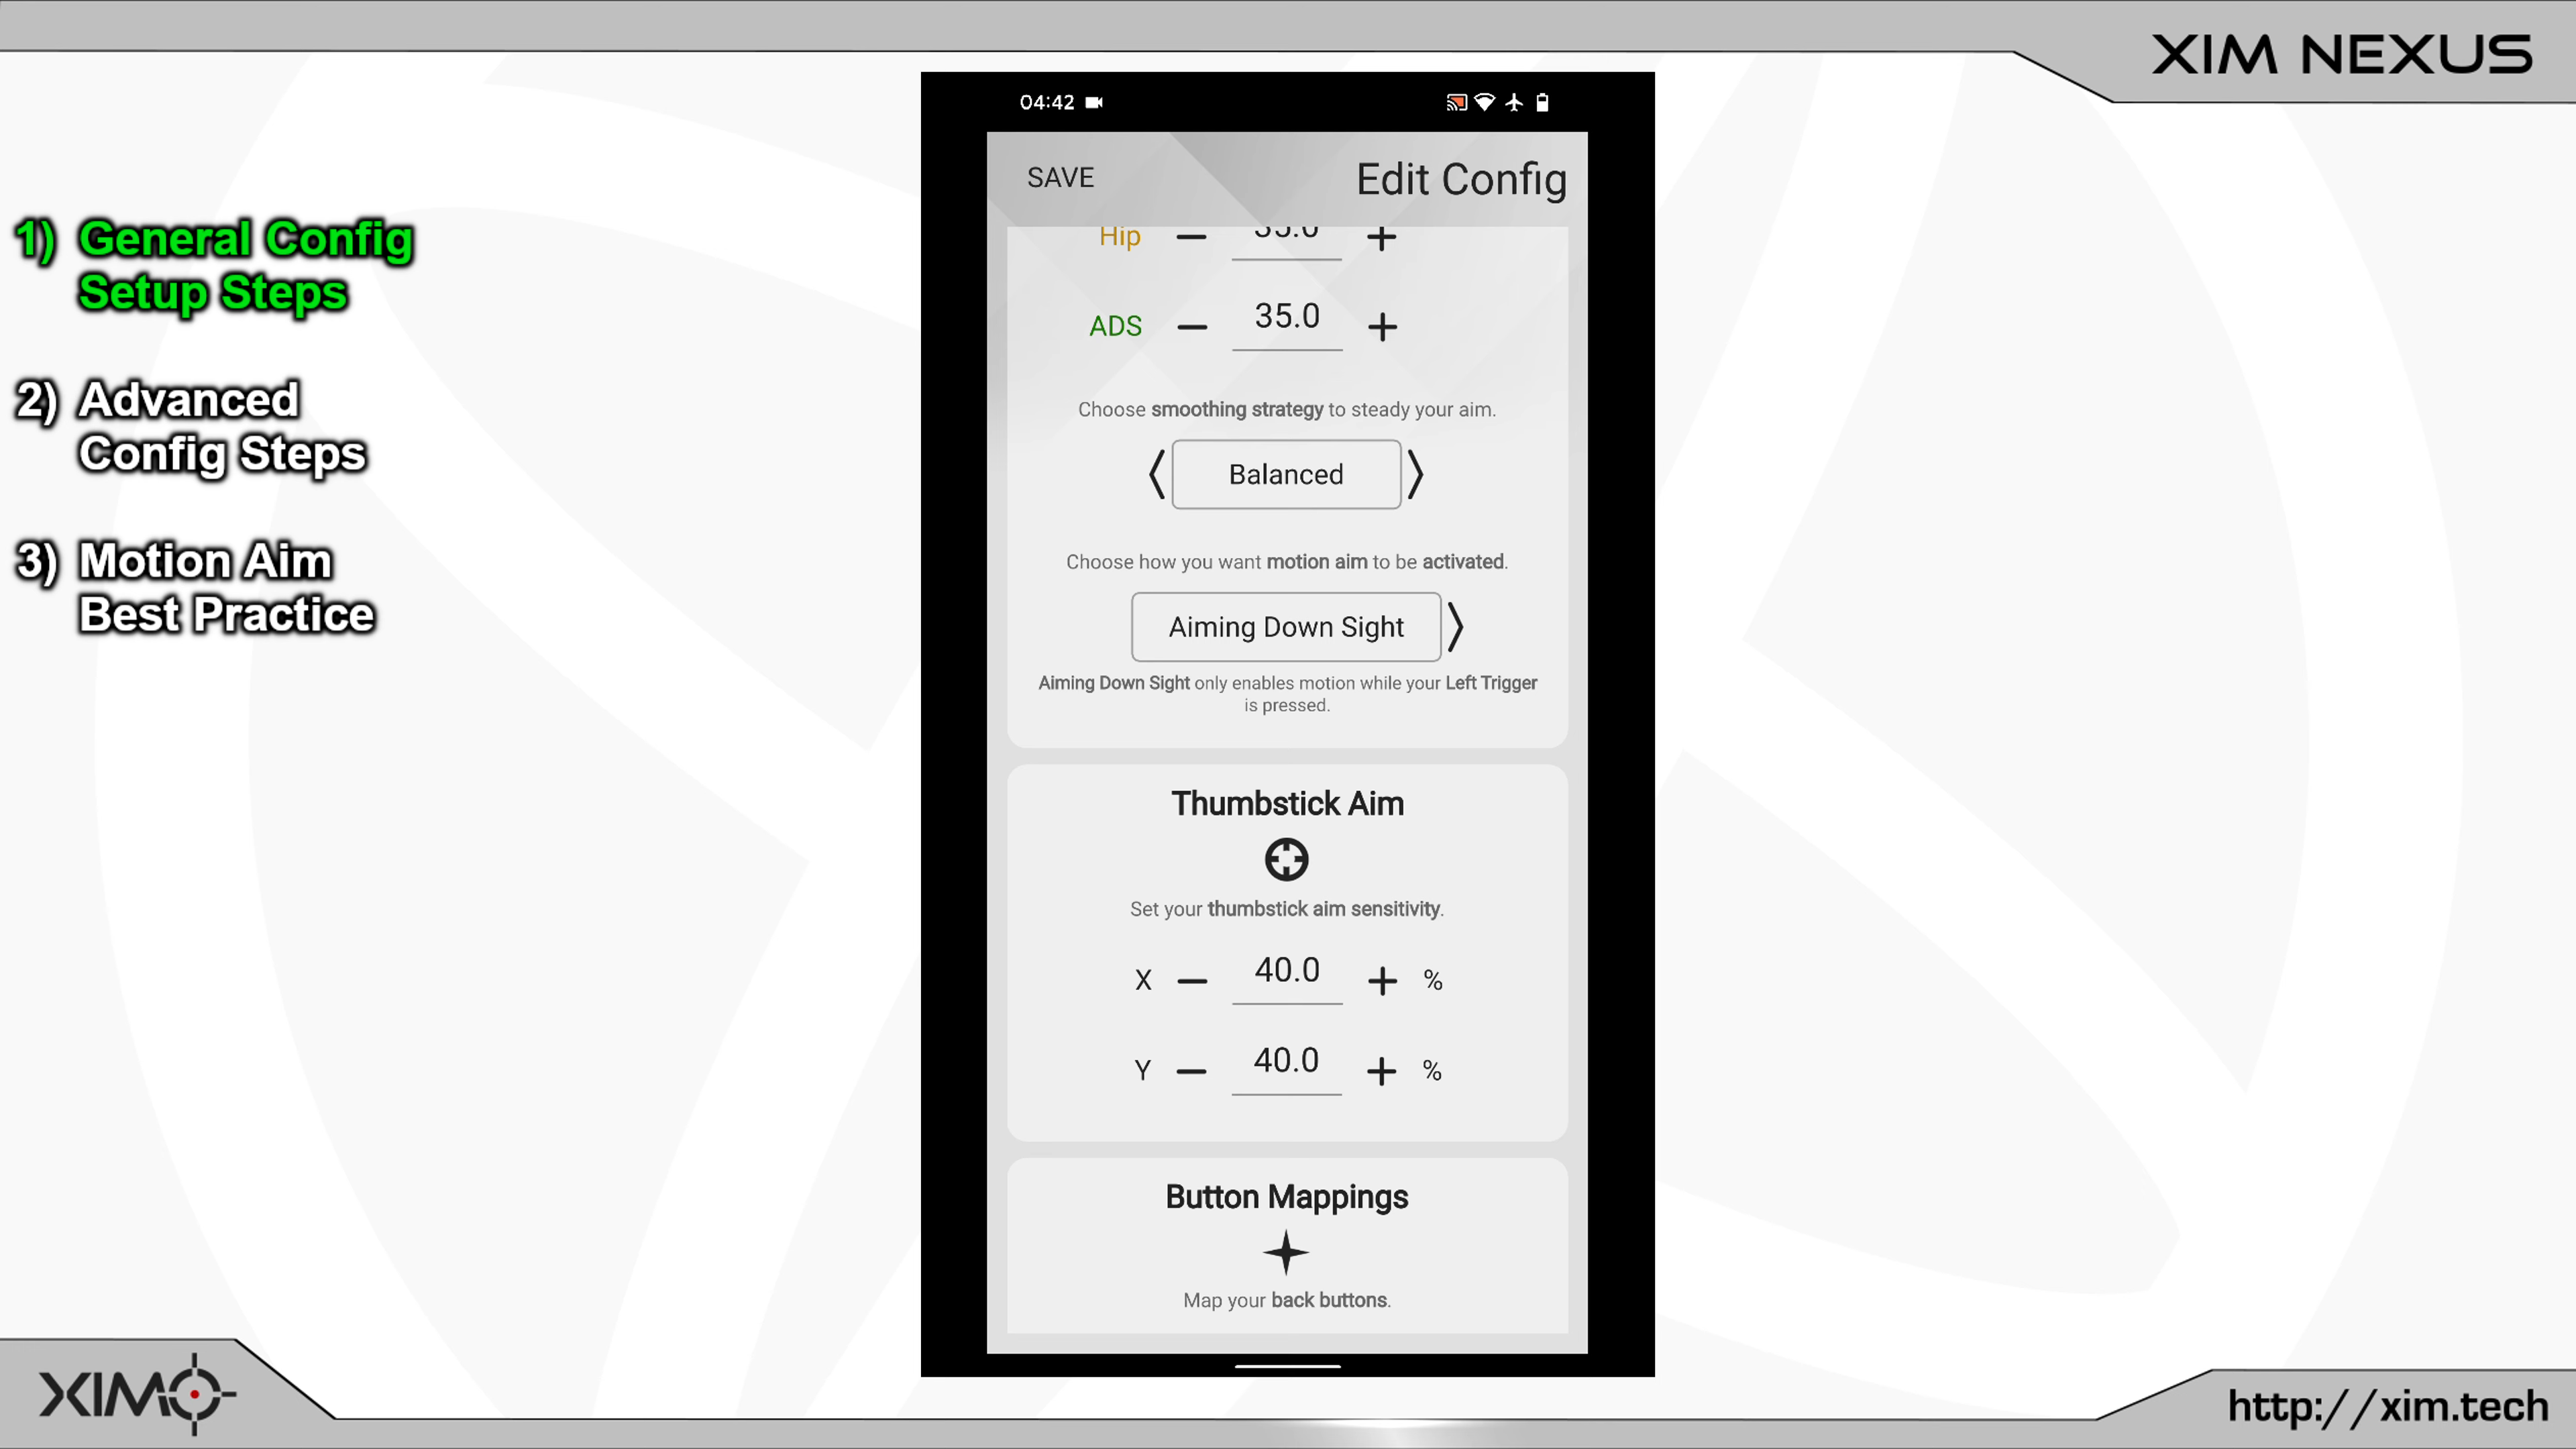 XIM NEXUS
04:42
SAVE
Edit Config
1) General Config
Setup Steps
2) Advanced
Config Steps
3) Motion Aim
Best Practice
Hip — 35.0 +
ADS — 35.0 +
Choose smoothing strategy to steady your aim.
Balanced
Choose how you want motion aim to be activated.
Aiming Down Sight
Aiming Down Sight only enables motion while your Left Trigger
is pressed.
Thumbstick Aim
Set your thumbstick aim sensitivity.
X — 40.0 + %
Y — 40.0 + %
Button Mappings
Map your back buttons.
XIM
http://xim.tech